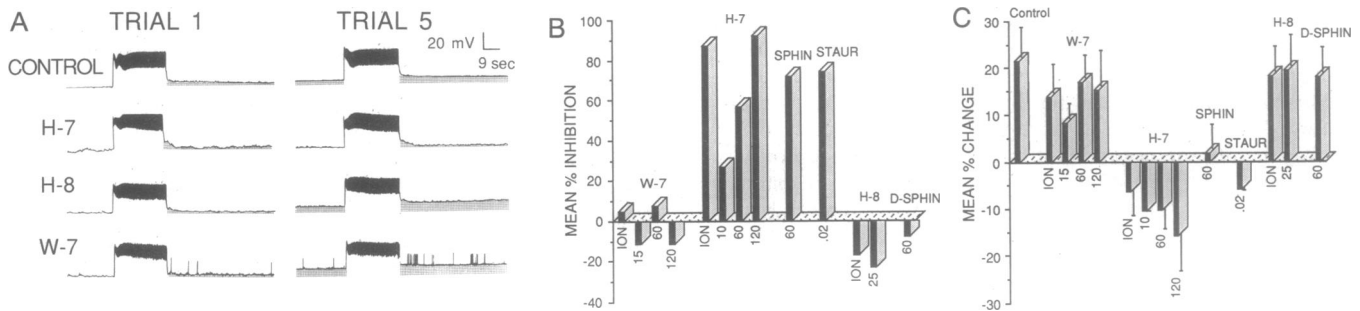 A
TRIAL 1
TRIAL 5
20 mV
9 sec
CONTROL
H-7
H-8
W-7
B
MEAN % INHIBITION
100
80
60
40
20
0
-20
-40
W-7
H-7
SPHIN
STAUR
H-8
D-SPHIN
ION
15
60
120
ION
10
60
120
60
.02
ION
25
60
C
MEAN % CHANGE
30
20
10
0
-10
-20
-30
Control
W-7
H-7
SPHIN
STAUR
H-8
D-SPHIN
ION
15
60
120
ION
10
60
120
60
.02
ION
25
60